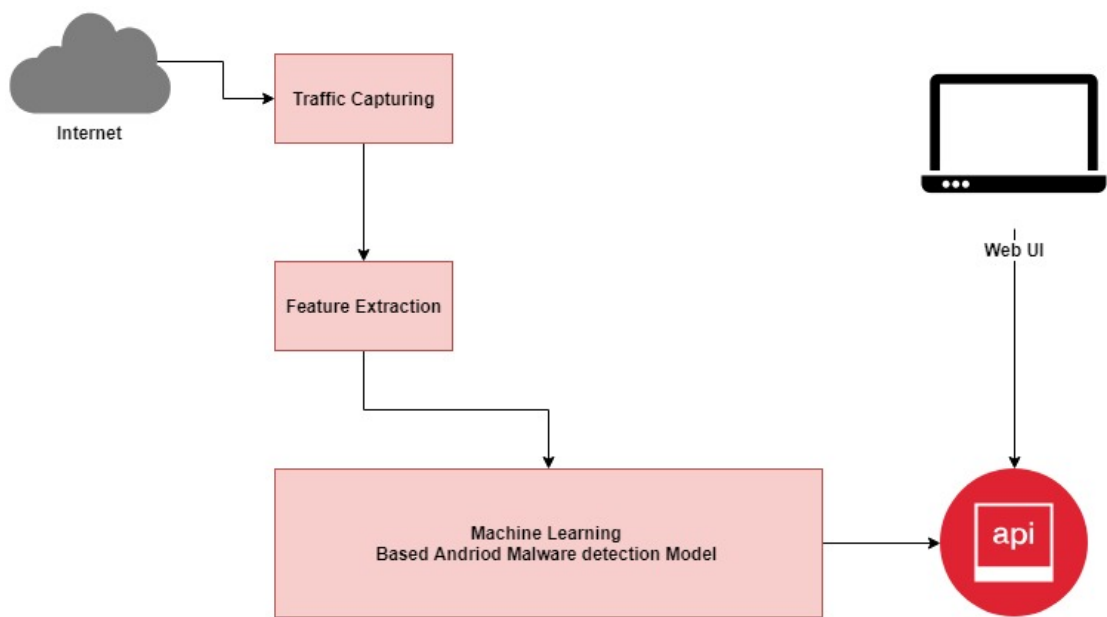 Internet
Traffic Capturing
Web UI
Feature Extraction
Machine Learning
Based Andriod Malware detection Model
api